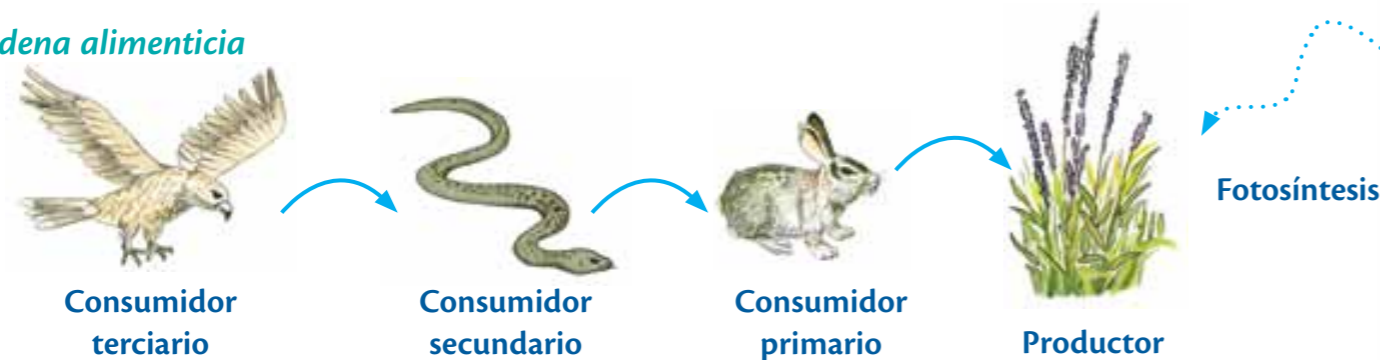 dena alimenticia
Consumidor
terciario
Consumidor
secundario
Consumidor
primario
Productor
Fotosíntesis